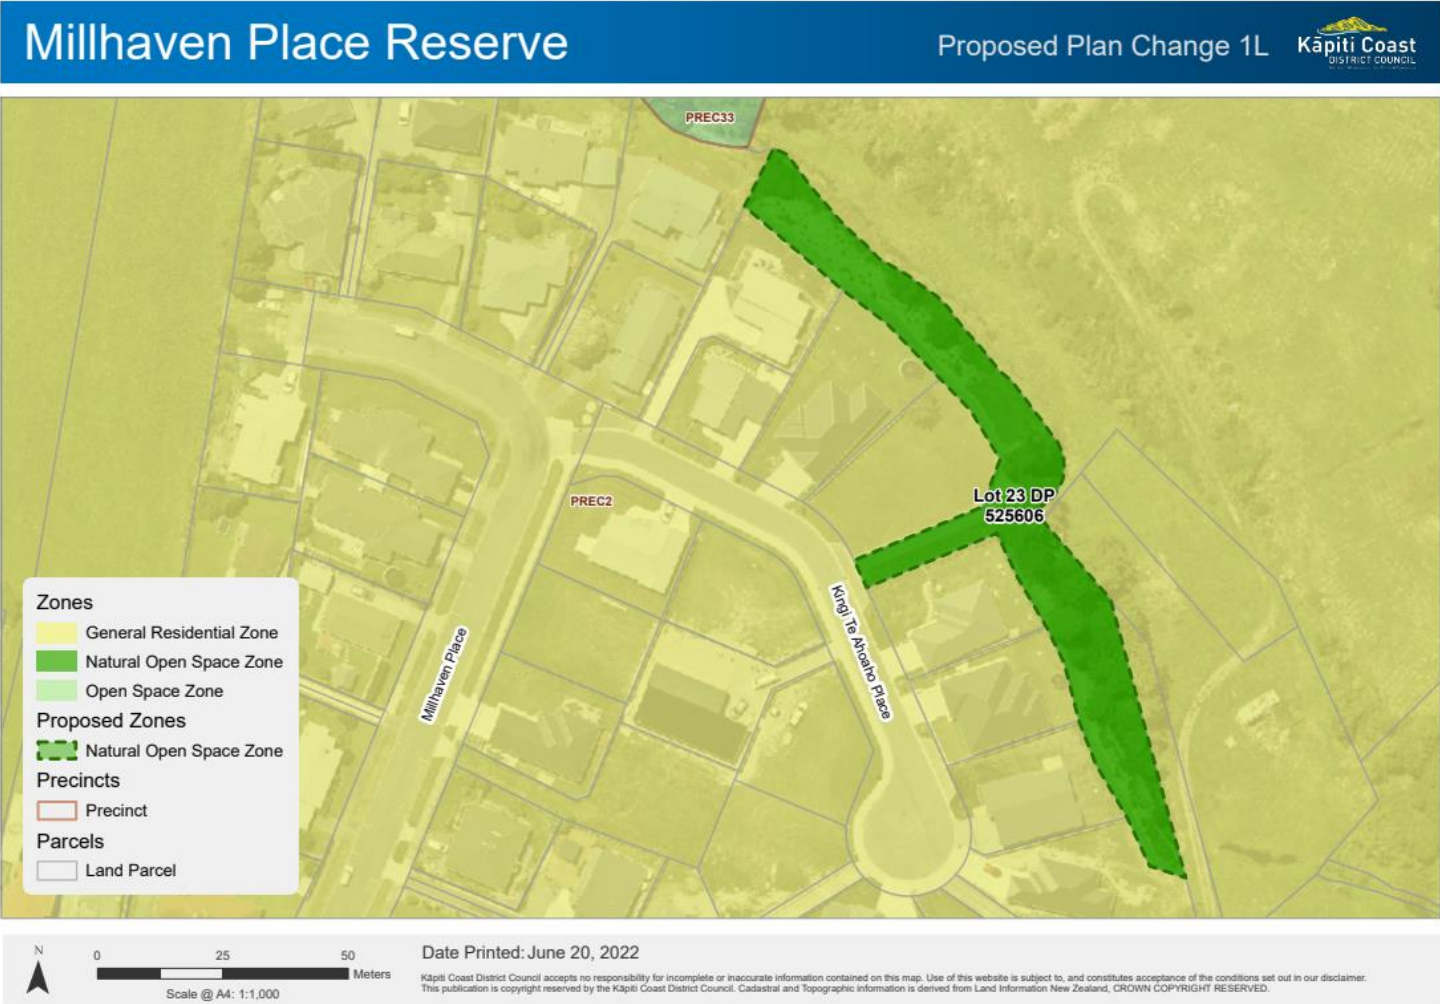 Millhaven Place Reserve
Proposed Plan Change 1L
Kāpiti Coast
DISTRICT COUNCIL
PREC33
Lot 23 DP
525606
PREC2
Kingi Te Ahoaho Place
Millhaven Place
Zones
General Residential Zone
Natural Open Space Zone
Open Space Zone
Proposed Zones
Natural Open Space Zone
Precincts
Precinct
Parcels
Land Parcel
N
0 25 50
Meters
Scale @ A4: 1:1,000
Date Printed: June 20, 2022
Kāpiti Coast District Council accepts no responsibility for incomplete or inaccurate information contained on this map. Use of this website is subject to, and constitutes acceptance of the conditions set out in our disclaimer.
This publication is copyright reserved by the Kāpiti Coast District Council. Cadastral and Topographic information is derived from Land Information New Zealand, CROWN COPYRIGHT RESERVED.